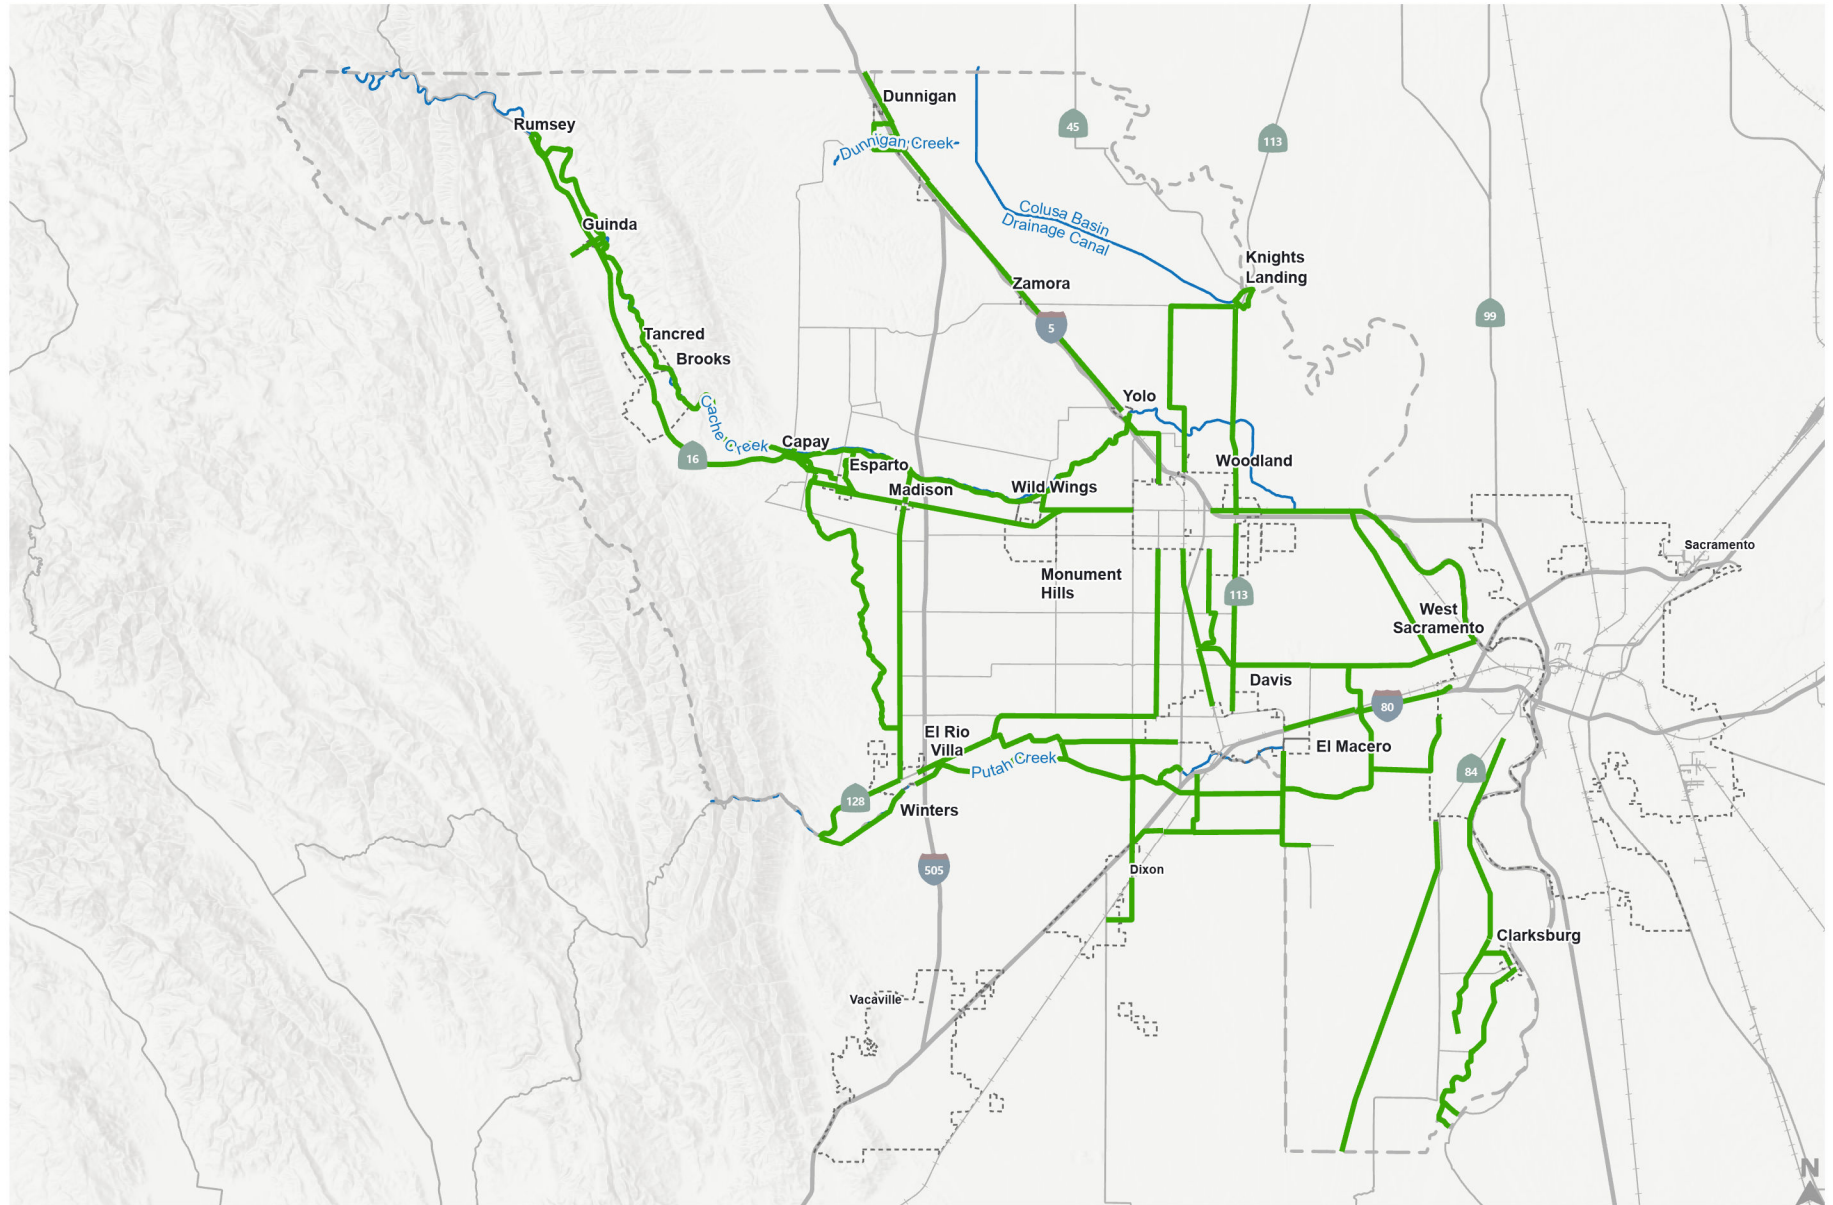 Dunnigan
Rumsey
45
113
Dunnigan Creek
Colusa Basin
Drainage Canal
Guinda
Knights
Landing
Zamora
99
5
Tancred
Brooks
Yolo
Cache Creek
Capay
16
Esparto
Woodland
Madison
Wild Wings
Sacramento
Monument
Hills
113
West
Sacramento
Davis
80
El Rio
Villa
El Macero
Putah Creek
84
128
Winters
505
Dixon
Clarksburg
Vacaville
N